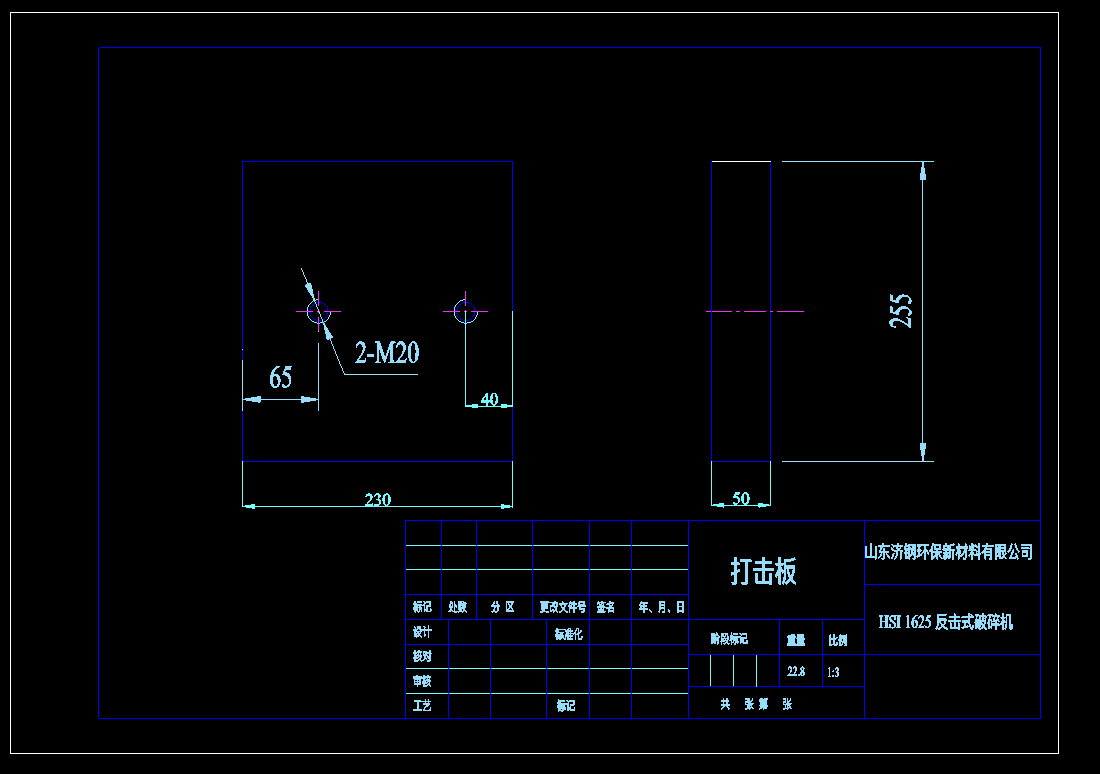 2-M20
65
40
255
230
50
打击板
山东济钢环保新材料有限公司
HSI 1625 反击式破碎机
标记 处数 分 区 更改文件号 签名 年、月、日
设计 标准化
核对
审核
工艺 标记
阶段标记 重量 比例
22.8 1:3
共 张 第 张